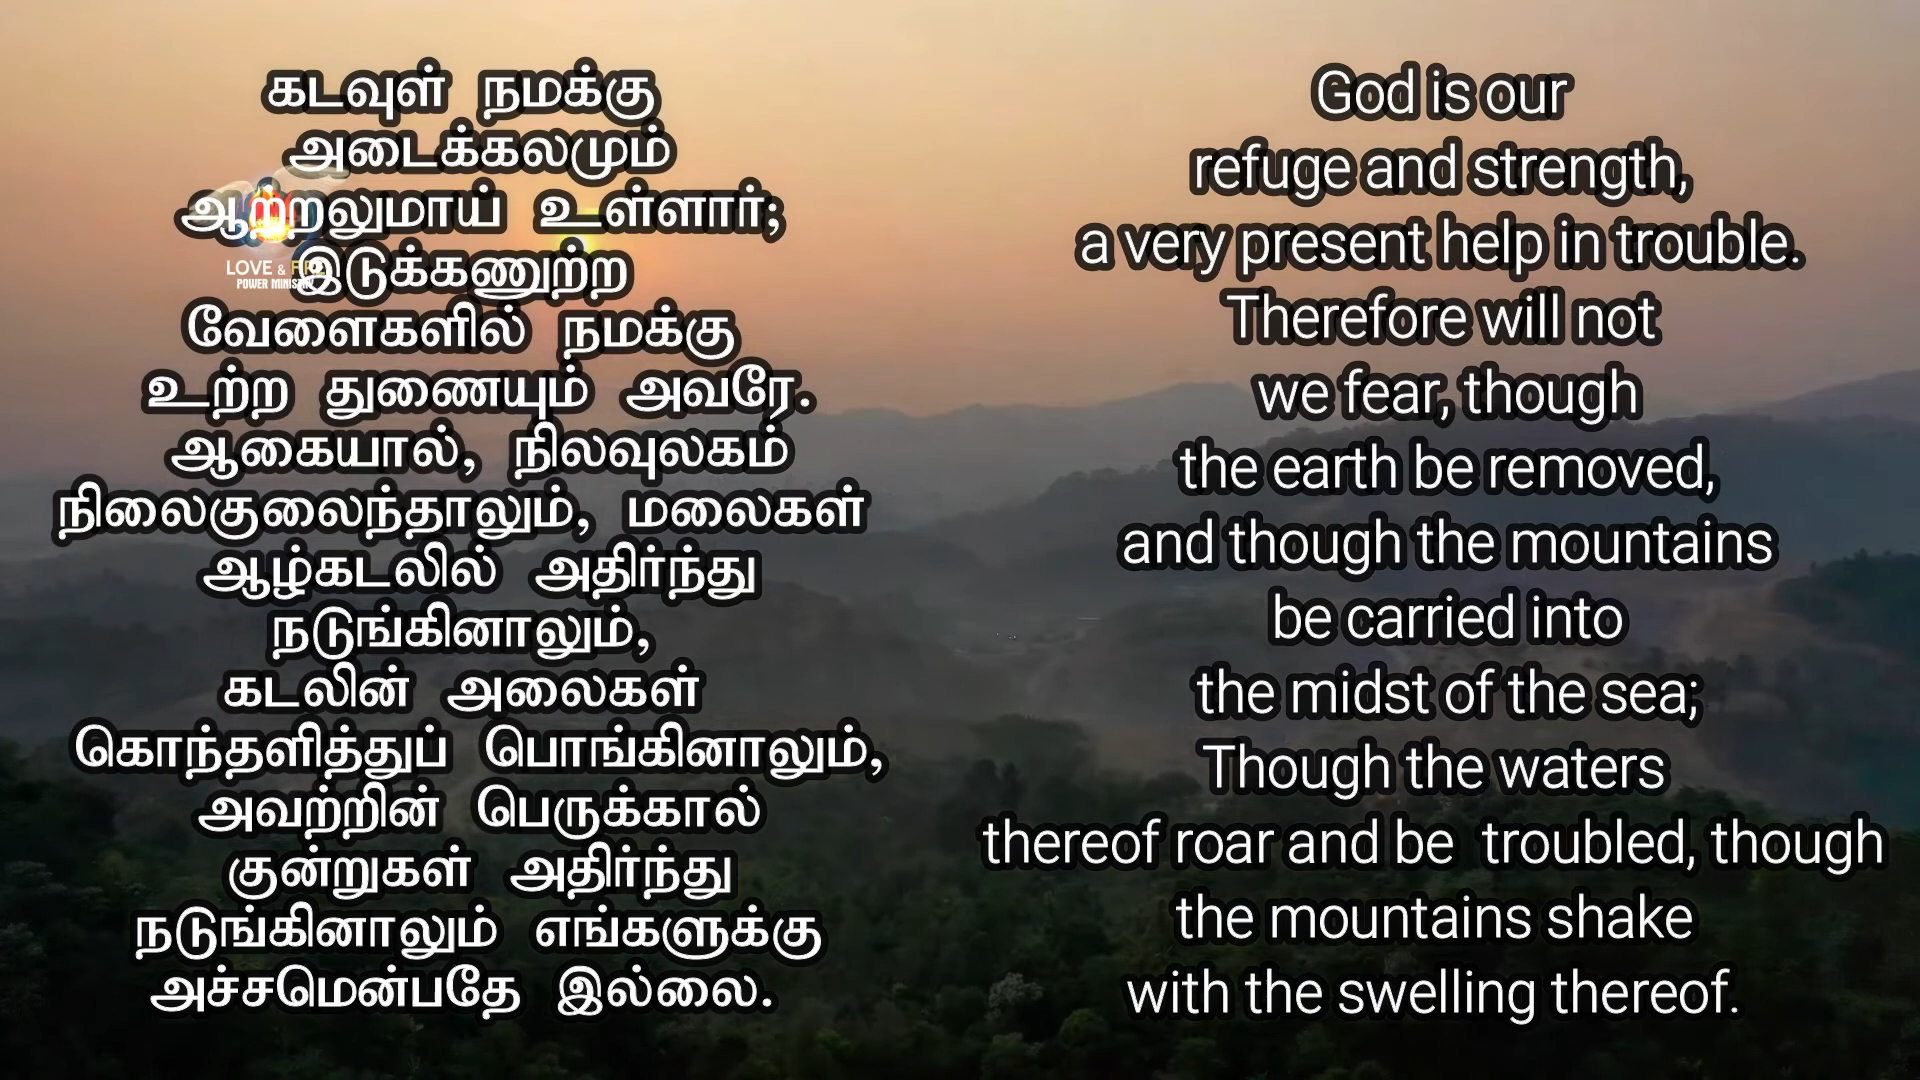 கடவுள் நமக்கு
அடைக்கலமும்
ஆற்றலுமாய் உள்ளார்;
இடுக்கணுற்ற
வேளைகளில் நமக்கு
உற்ற துணையும் அவரே.
ஆகையால், நிலவுலகம்
நிலைகுலைந்தாலும், மலைகள்
ஆழ்கடலில் அதிர்ந்து
நடுங்கினாலும்,
கடலின் அலைகள்
கொந்தளித்துப் பொங்கினாலும்,
அவற்றின் பெருக்கால்
குன்றுகள் அதிர்ந்து
நடுங்கினாலும் எங்களுக்கு
அச்சமென்பதே இல்லை.
LOVE & FIRE
POWER MINISTRY
God is our
refuge and strength,
a very present help in trouble.
Therefore will not
we fear, though
the earth be removed,
and though the mountains
be carried into
the midst of the sea;
Though the waters
thereof roar and be troubled, though
the mountains shake
with the swelling thereof.